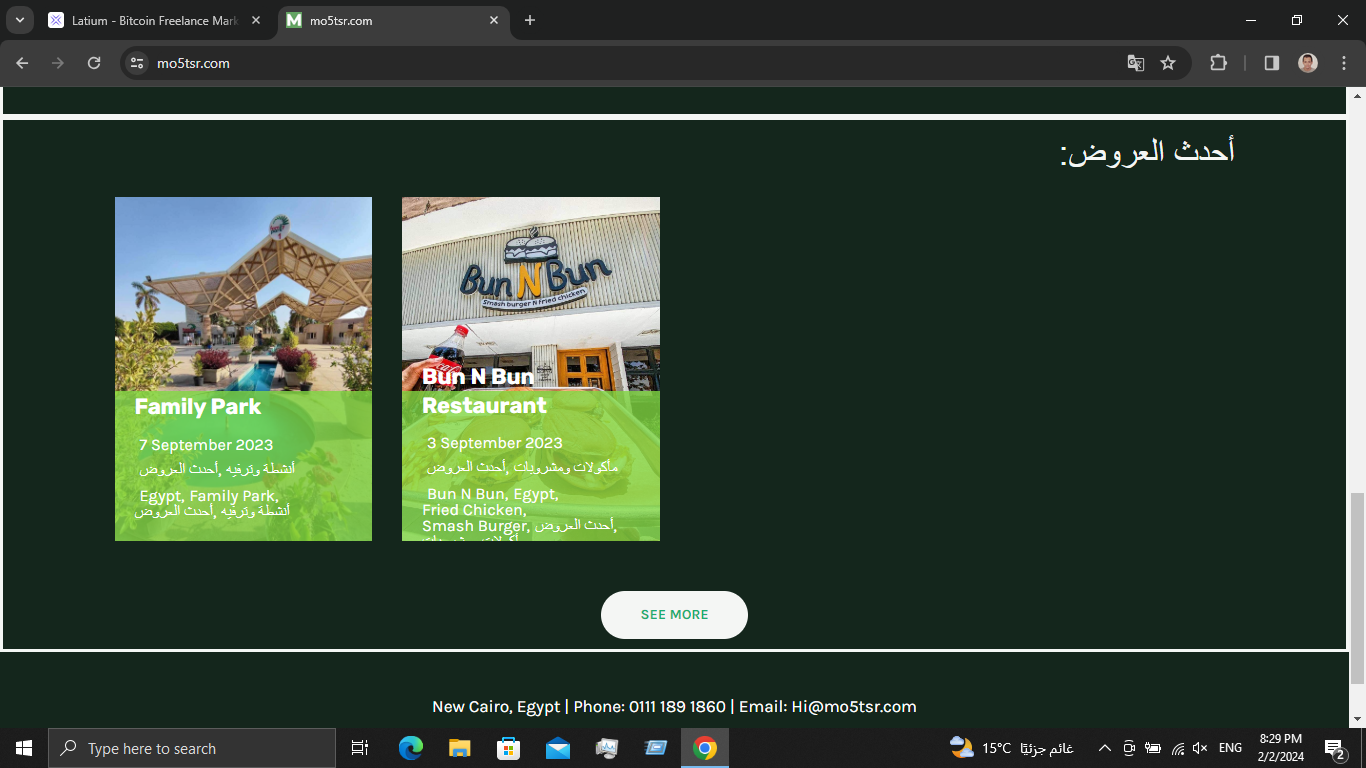 Latium - Bitcoin Freelance Mark
mo5tsr.com
mo5tsr.com
أحدث العروض:
Bun N Bun
Smash burger N fried chicken
Family Park
7 September 2023
أنشطة وترفيه ,أحدث العروض
Egypt, Family Park,
أنشطة وترفيه ,أحدث العروض
Bun N Bun
Restaurant
3 September 2023
مأكولات ومشروبات ,أحدث العروض
Bun N Bun, Egypt,
Fried Chicken,
Smash Burger, أحدث العروض,
SEE MORE
New Cairo, Egypt | Phone: 0111 189 1860 | Email: Hi@mo5tsr.com
Type here to search
15°C غائم جزئيًا
ENG
8:29 PM
2/2/2024
2